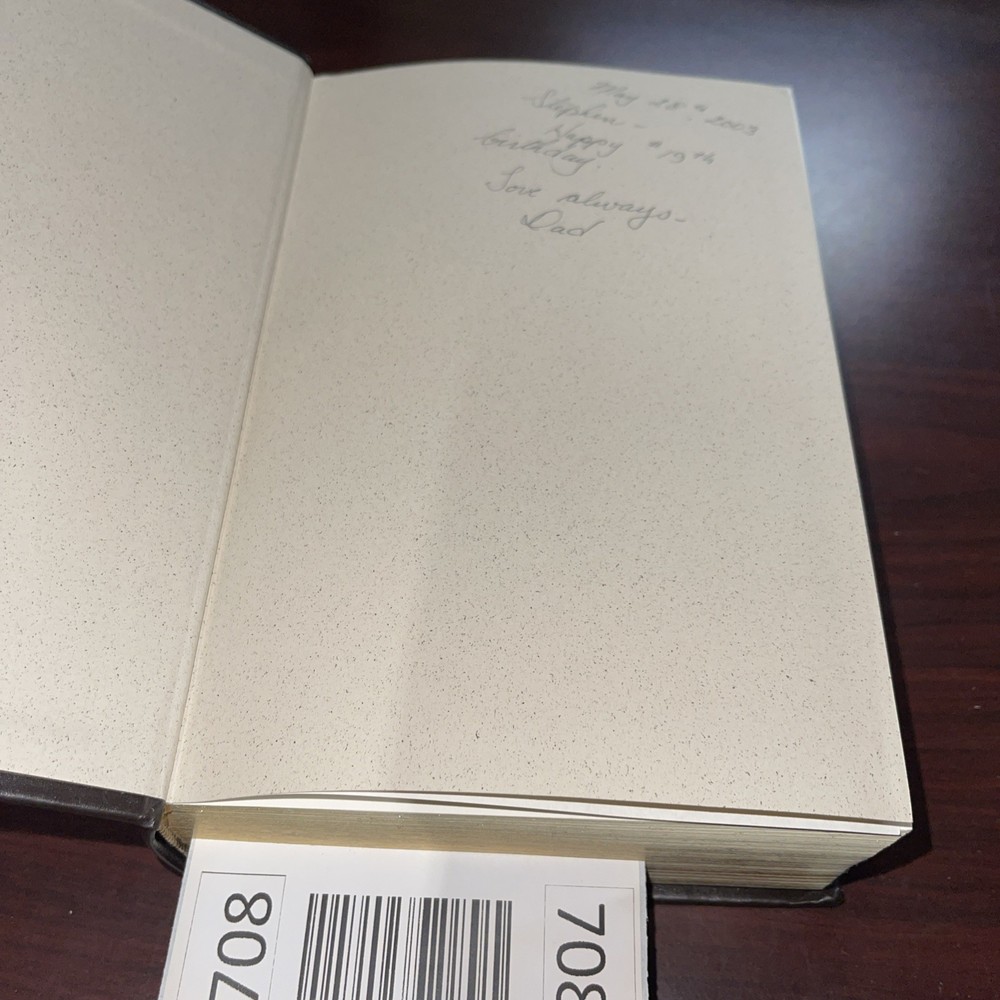 May 28th, 2003
Stephen -
Happy 19th
birthday.
Love always-
Dad
708
708